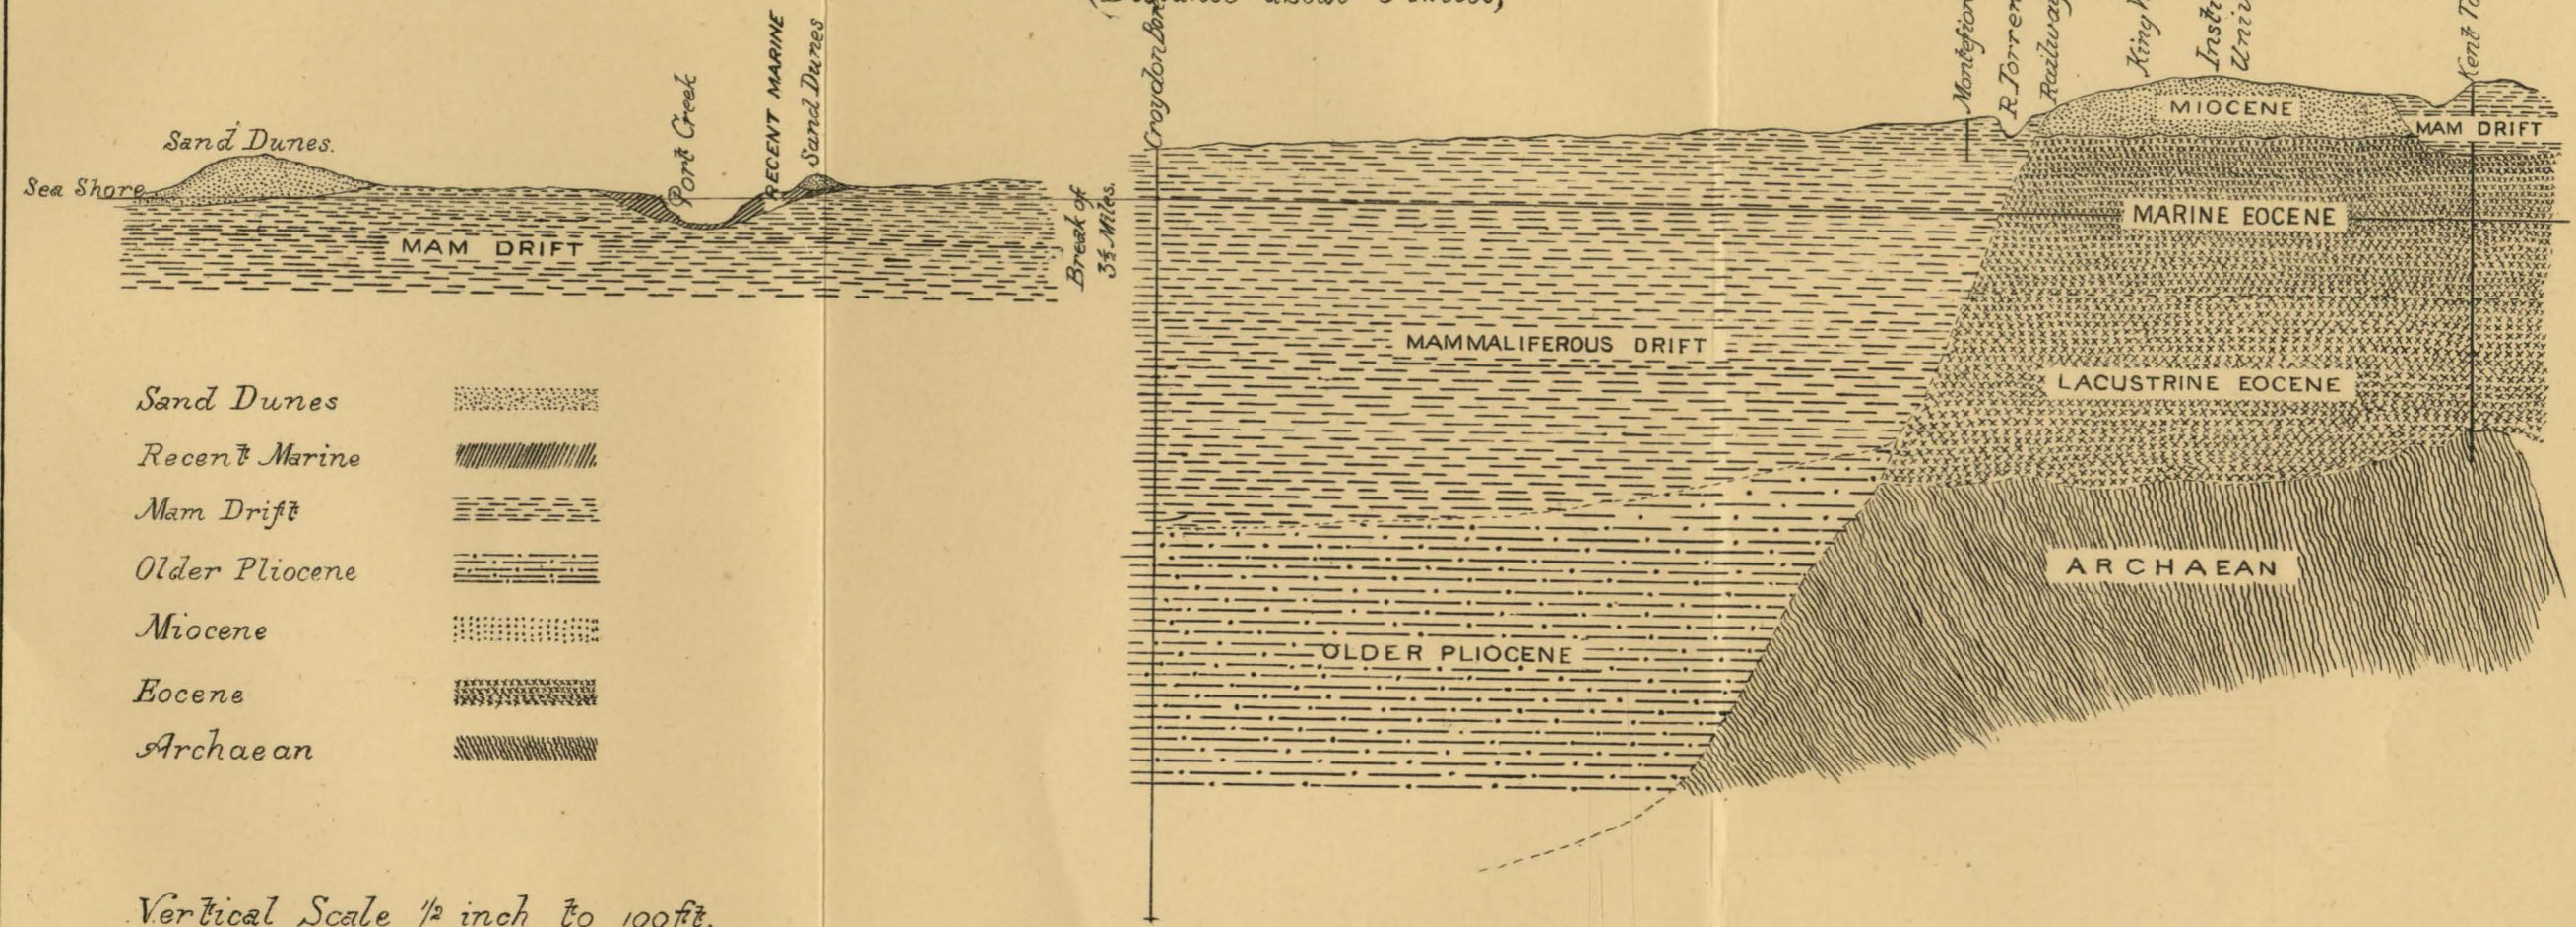 Croydon Bore
Sand Dunes.
Sea Shore
Port Creek
RECENT MARINE
Sand Dunes
MAM DRIFT
Break of
3½ Miles.
Railway
MIOCENE
MAM DRIFT
MARINE EOCENE
MAMMALIFEROUS DRIFT
LACUSTRINE EOCENE
OLDER PLIOCENE
ARCHAEAN
Sand Dunes
Recent Marine
Mam Drift
Older Pliocene
Miocene
Eocene
Archaean
Vertical Scale ½ inch to 100ft.